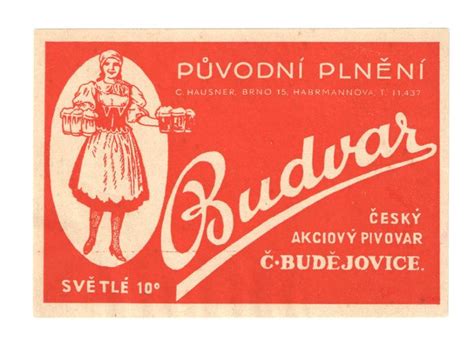 PŮVODNÍ PLNĚNÍ
C. HAUSNER, BRNO 15, HABRMANNOVA, T. 11.437
Budvar
ČESKÝ
AKCIOVÝ PIVOVAR
Č·BUDĚJOVICE.
SVĚTLÉ 10°